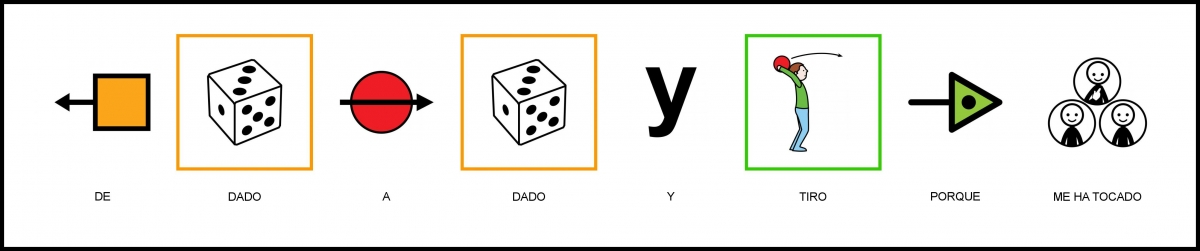 y
DE DADO A DADO Y TIRO PORQUE ME HA TOCADO